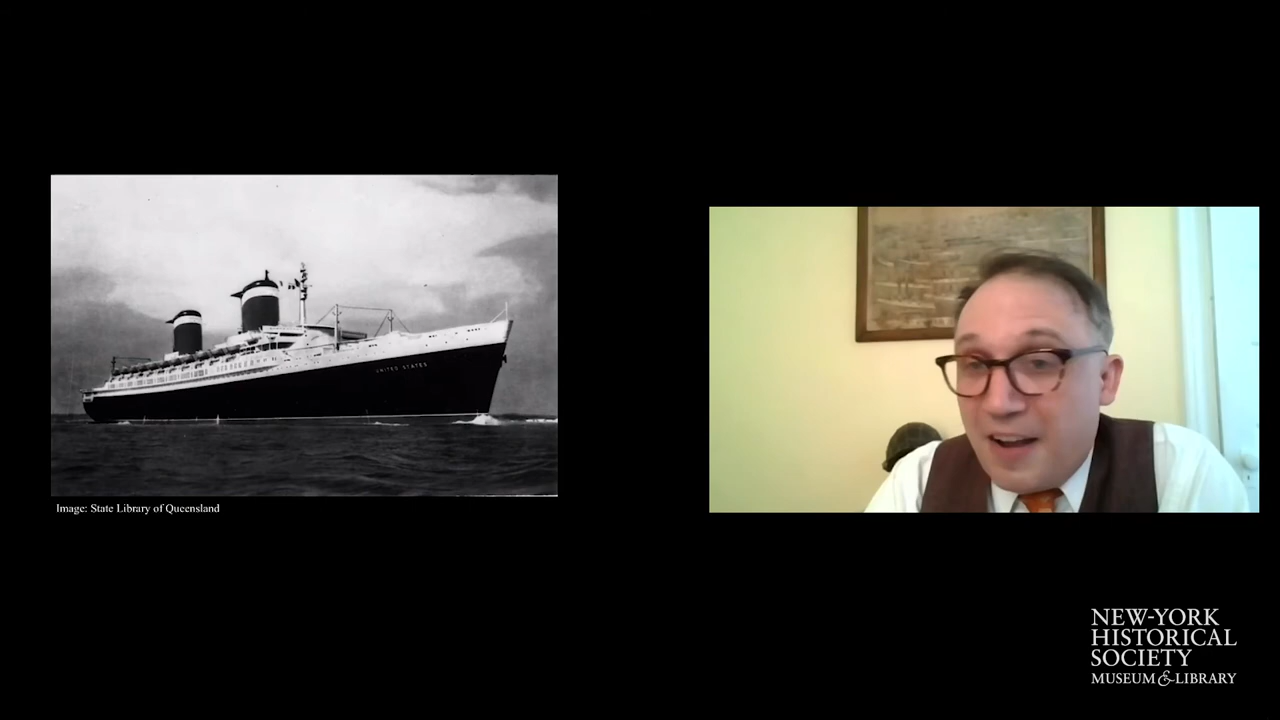 UNITED STATES
Image: State Library of Queensland
NEW-YORK
HISTORICAL
SOCIETY
MUSEUM & LIBRARY